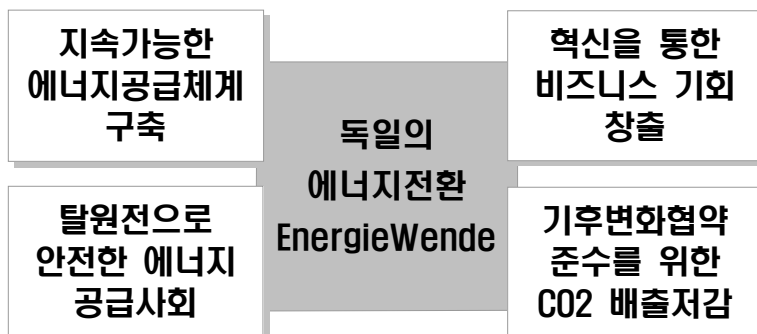 지속가능한
에너지공급체계
구축
혁신을 통한
비즈니스 기회
창출
독일의
에너지전환
EnergieWende
탈원전으로
안전한 에너지
공급사회
기후변화협약
준수를 위한
CO2 배출저감